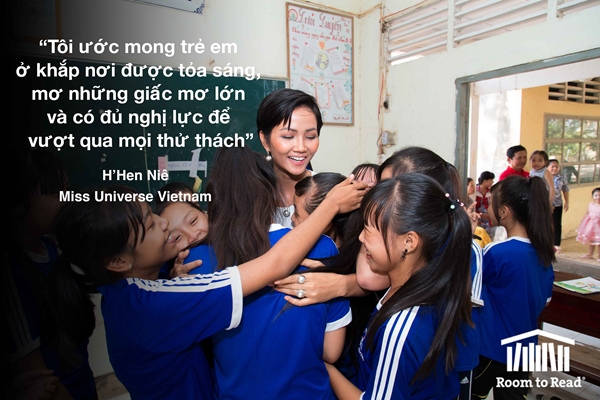 “Tôi ước mong trẻ em
ở khắp nơi được tỏa sáng,
mơ những giấc mơ lớn
và có đủ nghị lực để
vượt qua mọi thử thách”
H’Hen Niê
Miss Universe Vietnam
Room to Read®